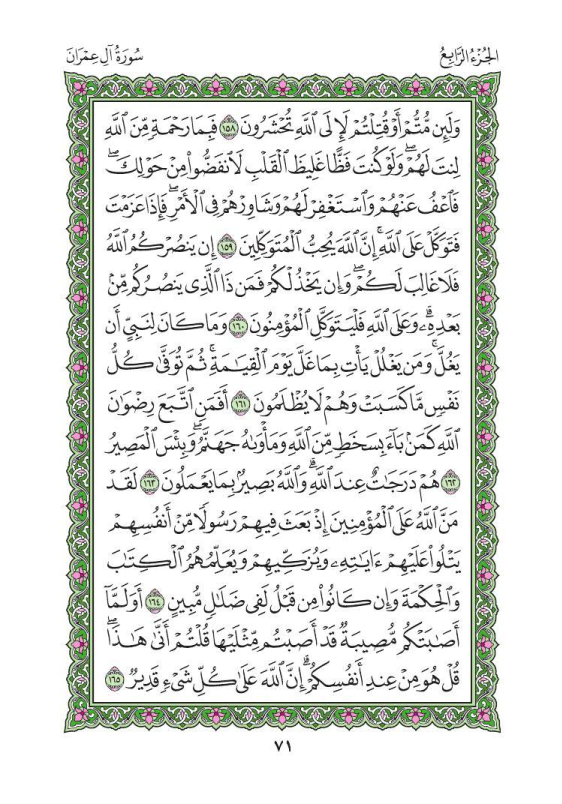 الجُزْءُ الرَّابِعُ
سُورَةُ آلِ عِمْرَانَ
وَلَئِن مُّتُّمْ أَوْ قُتِلْتُمْ لَإِلَى ٱللَّهِ تُحْشَرُونَ ١٥٨ فَبِمَا رَحْمَةٍ مِّنَ ٱللَّهِ
لِنتَ لَهُمْ ۖ وَلَوْ كُنتَ فَظًّا غَلِيظَ ٱلْقَلْبِ لَٱنفَضُّوا۟ مِنْ حَوْلِكَ ۖ
فَٱعْفُ عَنْهُمْ وَٱسْتَغْفِرْ لَهُمْ وَشَاوِرْهُمْ فِى ٱلْأَمْرِ ۖ فَإِذَا عَزَمْتَ
فَتَوَكَّلْ عَلَى ٱللَّهِ ۚ إِنَّ ٱللَّهَ يُحِبُّ ٱلْمُتَوَكِّلِينَ ١٥٩ إِن يَنصُرْكُمُ ٱللَّهُ
فَلَا غَالِبَ لَكُمْ ۖ وَإِن يَخْذُلْكُمْ فَمَن ذَا ٱلَّذِى يَنصُرُكُم مِّنۢ
بَعْدِهِۦ ۗ وَعَلَى ٱللَّهِ فَلْيَتَوَكَّلِ ٱلْمُؤْمِنُونَ ١٦٠ وَمَا كَانَ لِنَبِىٍّ أَن
يَغُلَّ ۚ وَمَن يَغْلُلْ يَأْتِ بِمَا غَلَّ يَوْمَ ٱلْقِيَـٰمَةِ ۚ ثُمَّ تُوَفَّىٰ كُلُّ
نَفْسٍ مَّا كَسَبَتْ وَهُمْ لَا يُظْلَمُونَ ١٦١ أَفَمَنِ ٱتَّبَعَ رِضْوَٰنَ
ٱللَّهِ كَمَنۢ بَآءَ بِسَخَطٍ مِّنَ ٱللَّهِ وَمَأْوَىٰهُ جَهَنَّمُ ۚ وَبِئْسَ ٱلْمَصِيرُ
١٦٢ هُمْ دَرَجَـٰتٌ عِندَ ٱللَّهِ ۗ وَٱللَّهُ بَصِيرٌۢ بِمَا يَعْمَلُونَ ١٦٣ لَقَدْ
مَنَّ ٱللَّهُ عَلَى ٱلْمُؤْمِنِينَ إِذْ بَعَثَ فِيهِمْ رَسُولًا مِّنْ أَنفُسِهِمْ
يَتْلُوا۟ عَلَيْهِمْ ءَايَـٰتِهِۦ وَيُزَكِّيهِمْ وَيُعَلِّمُهُمُ ٱلْكِتَـٰبَ
وَٱلْحِكْمَةَ وَإِن كَانُوا۟ مِن قَبْلُ لَفِى ضَلَـٰلٍ مُّبِينٍ ١٦٤ أَوَلَمَّآ
أَصَـٰبَتْكُم مُّصِيبَةٌ قَدْ أَصَبْتُم مِّثْلَيْهَا قُلْتُمْ أَنَّىٰ هَـٰذَا ۖ
قُلْ هُوَ مِنْ عِندِ أَنفُسِكُمْ ۗ إِنَّ ٱللَّهَ عَلَىٰ كُلِّ شَىْءٍ قَدِيرٌ ١٦٥
٧١